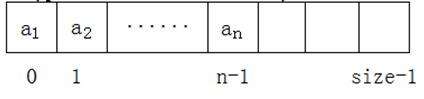 a₁ a₂ ······ aₙ
0 1 n-1 size-1